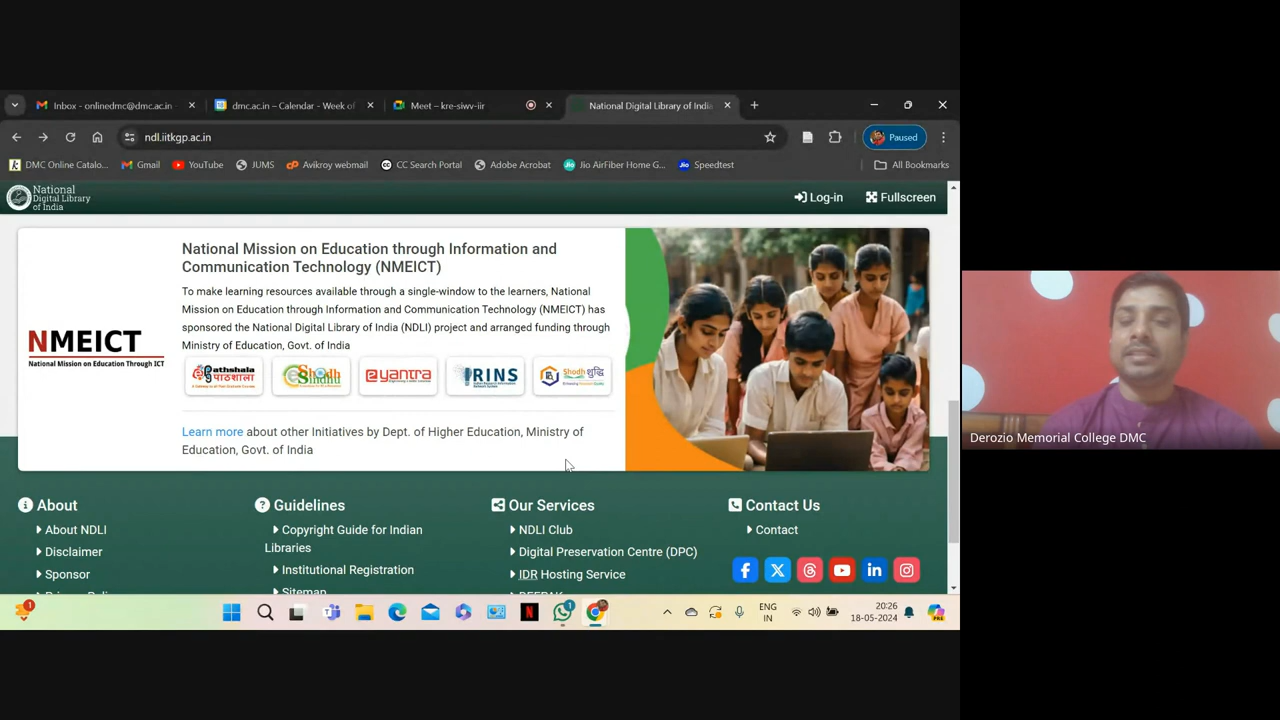 Inbox - onlinedmc@dmc.ac.in
dmc.ac.in – Calendar - Week of
Meet – kre-siwv-iir
National Digital Library of India
ndl.iitkgp.ac.in
Paused
DMC Online Catalo...
Gmail
YouTube
JUMS
Avikroy webmail
CC Search Portal
Adobe Acrobat
Jio AirFiber Home G...
Speedtest
All Bookmarks
National
Digital Library
of India
Log-in
Fullscreen
National Mission on Education through Information and
Communication Technology (NMEICT)
To make learning resources available through a single-window to the learners, National
Mission on Education through Information and Communication Technology (NMEICT) has
sponsored the National Digital Library of India (NDLI) project and arranged funding through
Ministry of Education, Govt. of India
NMEICT
National Mission on Education Through ICT
Pathshala
पाठशाला
Shodh
Sindhu
eyantra
IRINS
Shodh शुद्धि
Learn more about other Initiatives by Dept. of Higher Education, Ministry of
Education, Govt. of India
About
About NDLI
Disclaimer
Sponsor
Guidelines
Copyright Guide for Indian
Libraries
Institutional Registration
Sitemap
Our Services
NDLI Club
Digital Preservation Centre (DPC)
IDR Hosting Service
Contact Us
Contact
ENG
IN
20:26
18-05-2024
Derozio Memorial College DMC